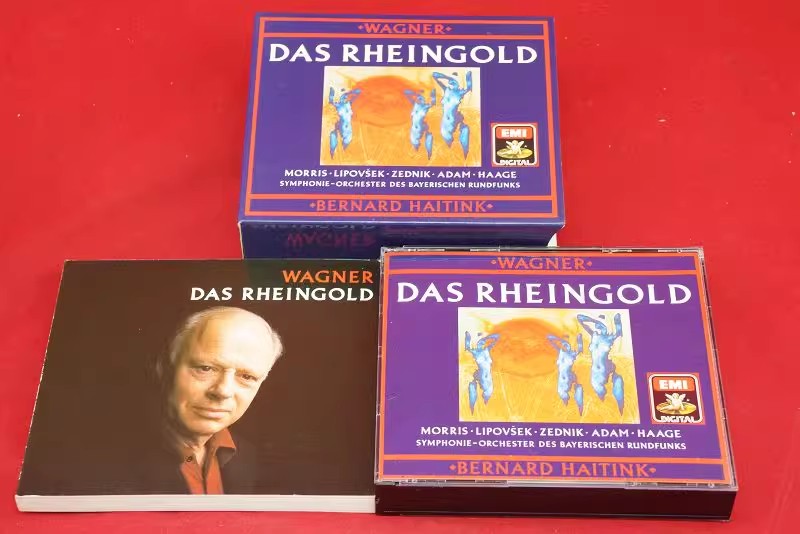 ·WAGNER·
DAS RHEINGOLD
EMI
DIGITAL
MORRIS · LIPOVŠEK · ZEDNIK · ADAM · HAAGE
SYMPHONIE-ORCHESTER DES BAYERISCHEN RUNDFUNKS
·BERNARD HAITINK·
WAGNER
WAGNER
DAS RHEINGOLD
·WAGNER·
DAS RHEINGOLD
EMI
DIGITAL
MORRIS · LIPOVŠEK · ZEDNIK · ADAM · HAAGE
SYMPHONIE-ORCHESTER DES BAYERISCHEN RUNDFUNKS
·BERNARD HAITINK·